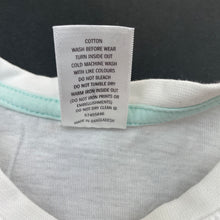 COTTON
WASH BEFORE WEAR
TURN INSIDE OUT
COLD MACHINE WASH
WITH LIKE COLOURS
DO NOT BLEACH
DO NOT TUMBLE DRY
WARM IRON INSIDE OUT
(DO NOT IRON PRINTS OR
EMBELLISHMENTS)
DO NOT DRY CLEAN
MADE IN BANGLADESH